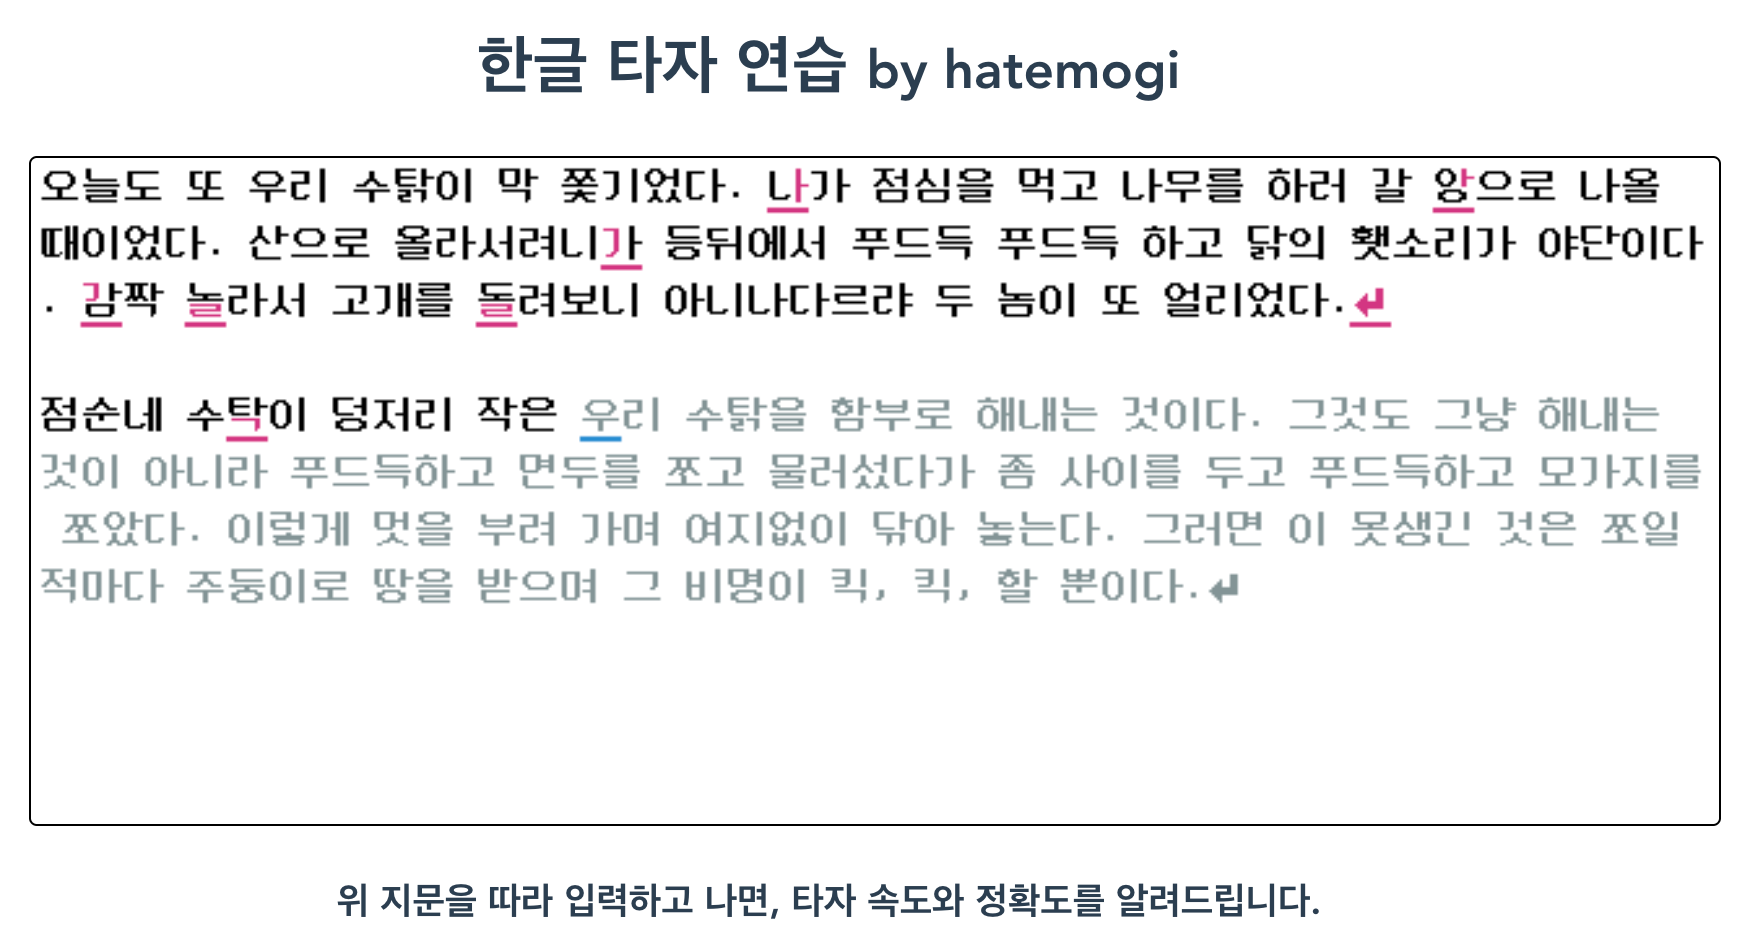 한글 타자 연습 by hatemogi
오늘도 또 우리 수탉이 막 쫓기었다. 나가 점심을 먹고 나무를 하러 갈 앙으로 나올
때이었다. 산으로 올라서려니가 등뒤에서 푸드득 푸드득 하고 닭의 횃소리가 야단이다
. 감짝 놀라서 고개를 돌려보니 아니나다르랴 두 놈이 또 얼리었다.↵
점순네 수탁이 덩저리 작은 우리 수탉을 함부로 해내는 것이다. 그것도 그냥 해내는
것이 아니라 푸드득하고 면두를 쪼고 물러섰다가 좀 사이를 두고 푸드득하고 모가지를
쪼았다. 이렇게 멋을 부려 가며 여지없이 닦아 놓는다. 그러면 이 못생긴 것은 쪼일
적마다 주둥이로 땅을 받으며 그 비명이 킥, 킥, 할 뿐이다.↵
위 지문을 따라 입력하고 나면, 타자 속도와 정확도를 알려드립니다.